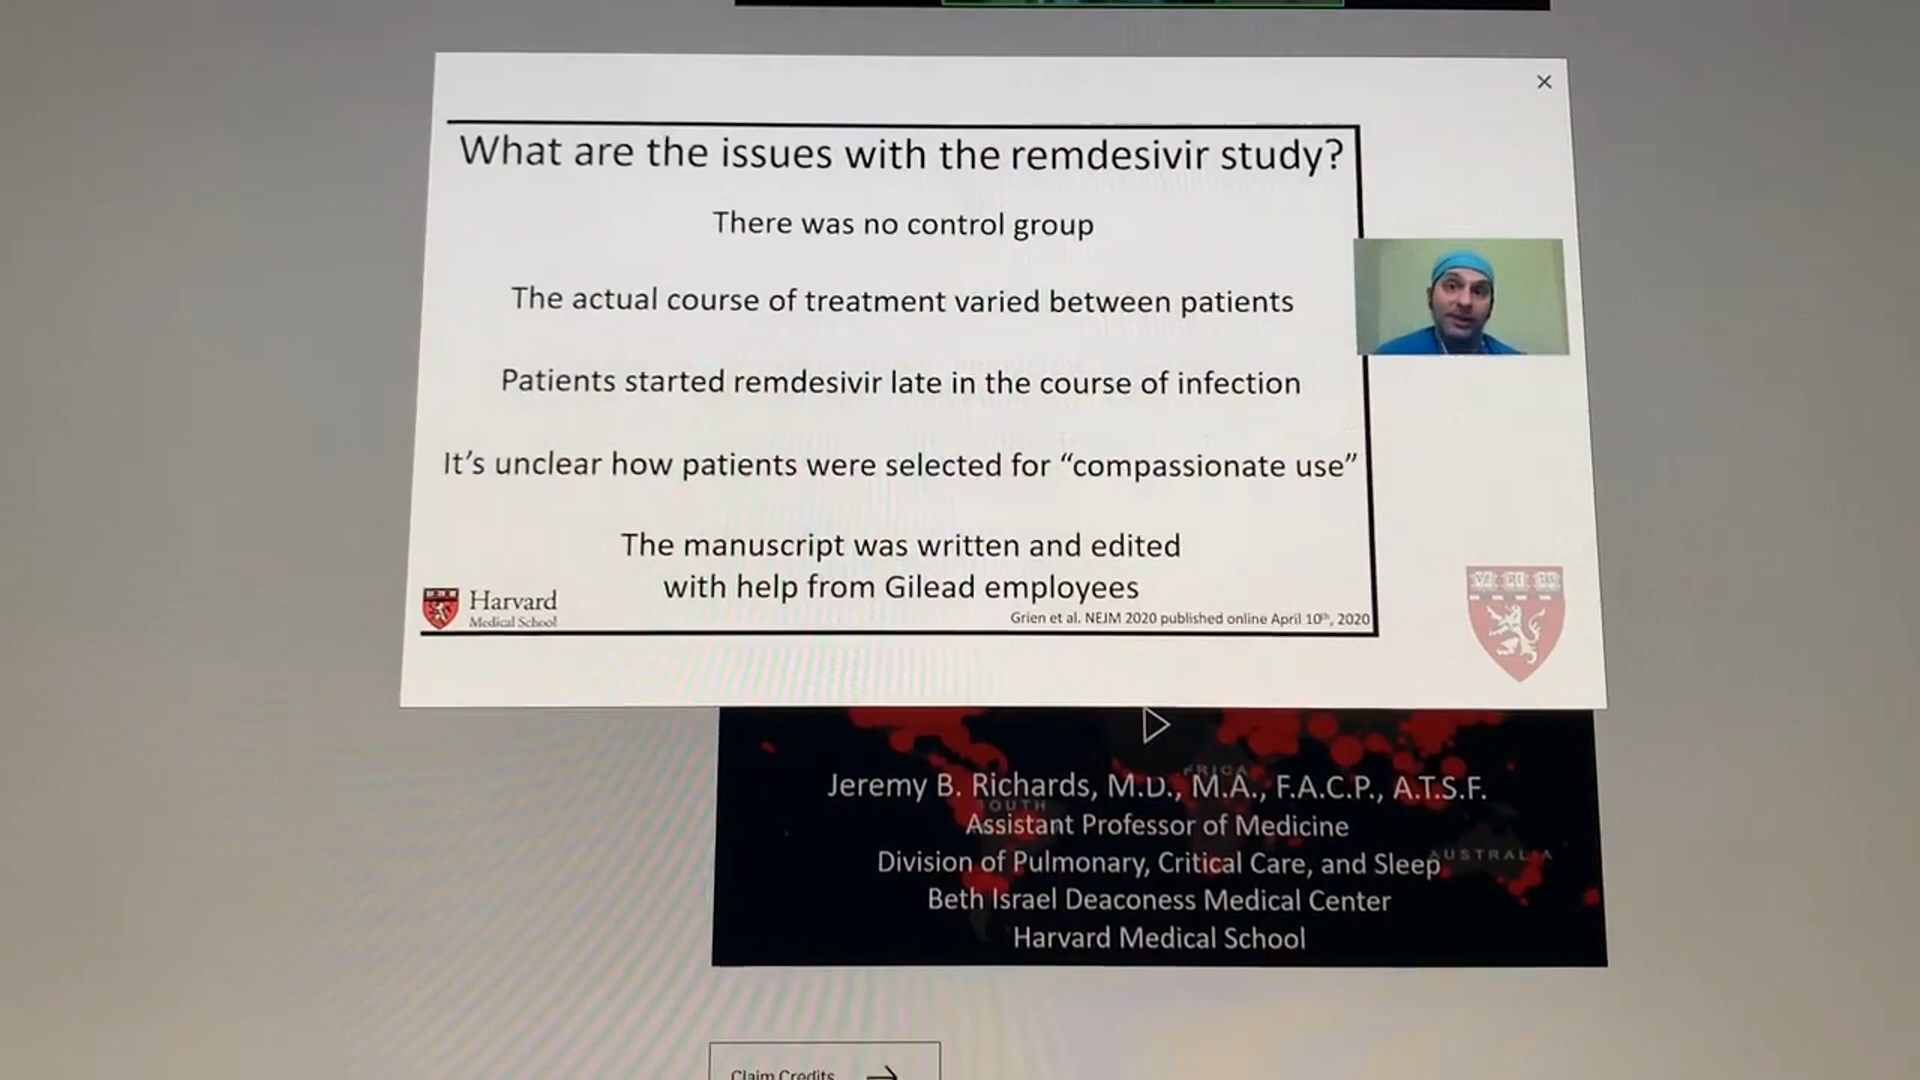 What are the issues with the remdesivir study?
There was no control group
The actual course of treatment varied between patients
Patients started remdesivir late in the course of infection
It's unclear how patients were selected for “compassionate use”
The manuscript was written and edited
with help from Gilead employees
Harvard
Medical School
Grien et al. NEJM 2020 published online April 10th, 2020
Jeremy B. Richards, M.D., M.A., F.A.C.P., A.T.S.F.
SOUTH
Assistant Professor of Medicine
Division of Pulmonary, Critical Care, and Sleep
AUSTRALIA
Beth Israel Deaconess Medical Center
Harvard Medical School
Claim Credits